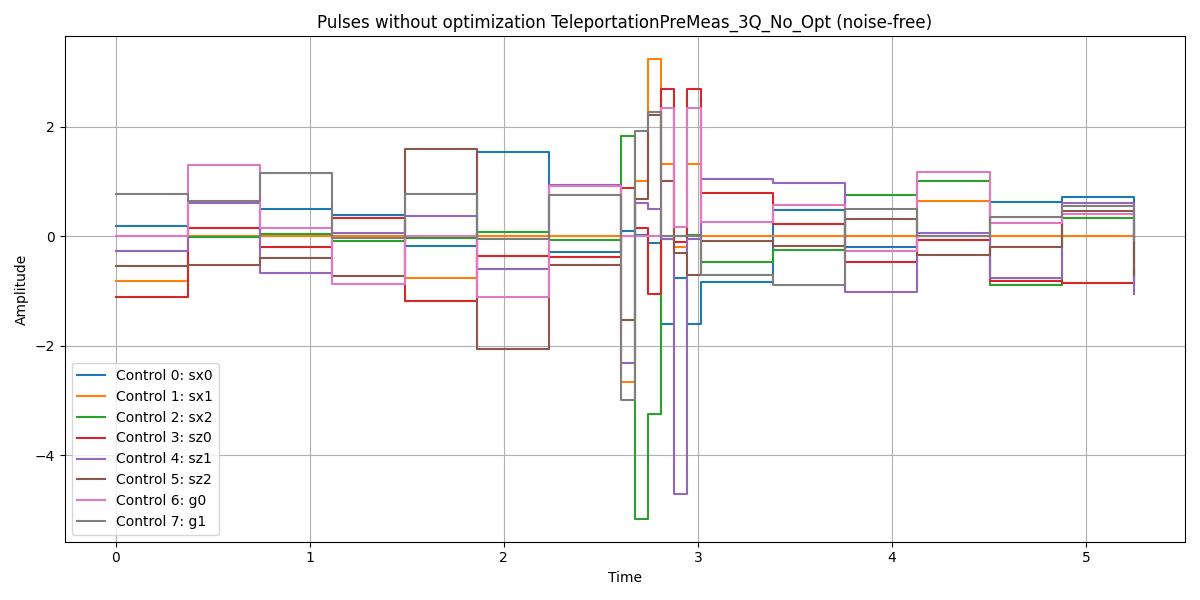 Pulses without optimization TeleportationPreMeas_3Q_No_Opt (noise-free)
Amplitude
2
0
−2
−4
Control 0: sx0
Control 1: sx1
Control 2: sx2
Control 3: sz0
Control 4: sz1
Control 5: sz2
Control 6: g0
Control 7: g1
0 1 2 3 4 5
Time